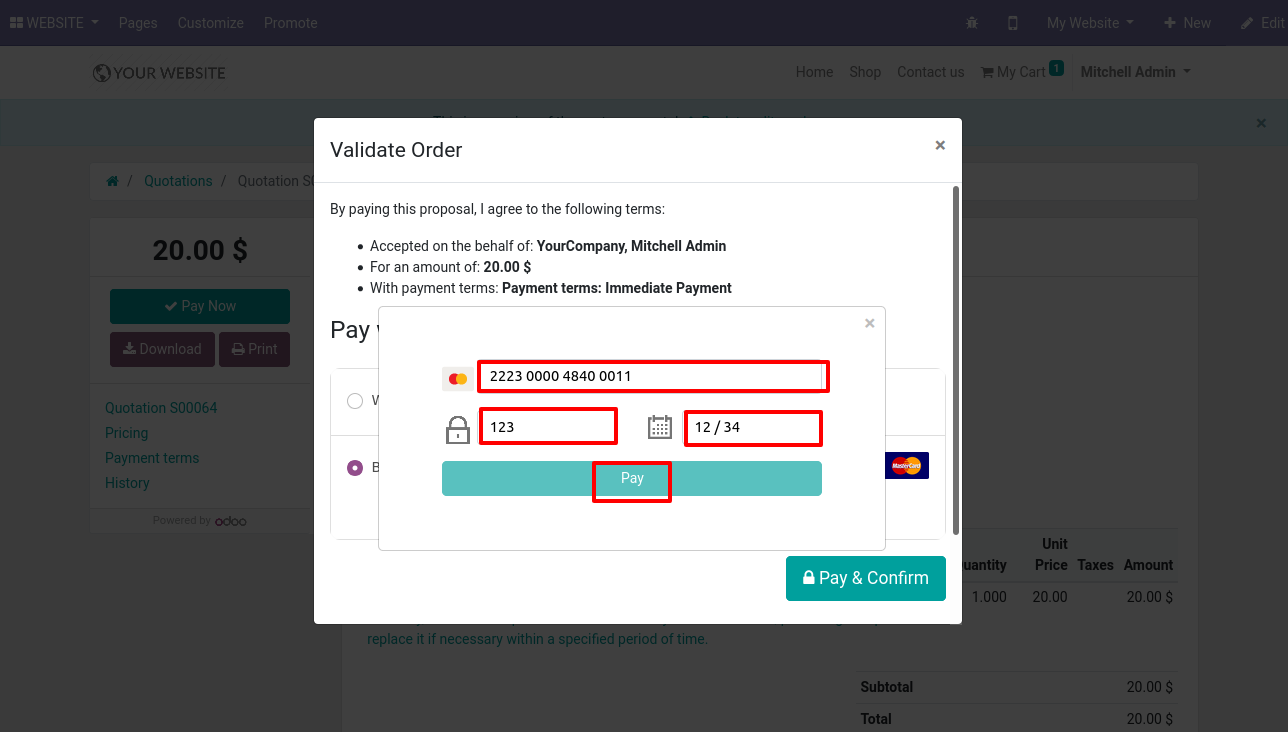 WEBSITE Pages Customize Promote My Website New Edit
YOUR WEBSITE Home Shop Contact us My Cart 1 Mitchell Admin
×
Validate Order ×
/ Quotations / Quotation
20.00 $
Pay Now
Download Print
Quotation S00064
Pricing
Payment terms
History
Powered by odoo
By paying this proposal, I agree to the following terms:
Accepted on the behalf of: YourCompany, Mitchell Admin
For an amount of: 20.00 $
With payment terms: Payment terms: Immediate Payment
Pay
×
2223 0000 4840 0011
123 12 / 34
Pay
MasterCard
Pay & Confirm
Unit
Price Taxes Amount
1.000 20.00 20.00 $
replace it if necessary within a specified period of time.
Subtotal 20.00 $
Total 20.00 $